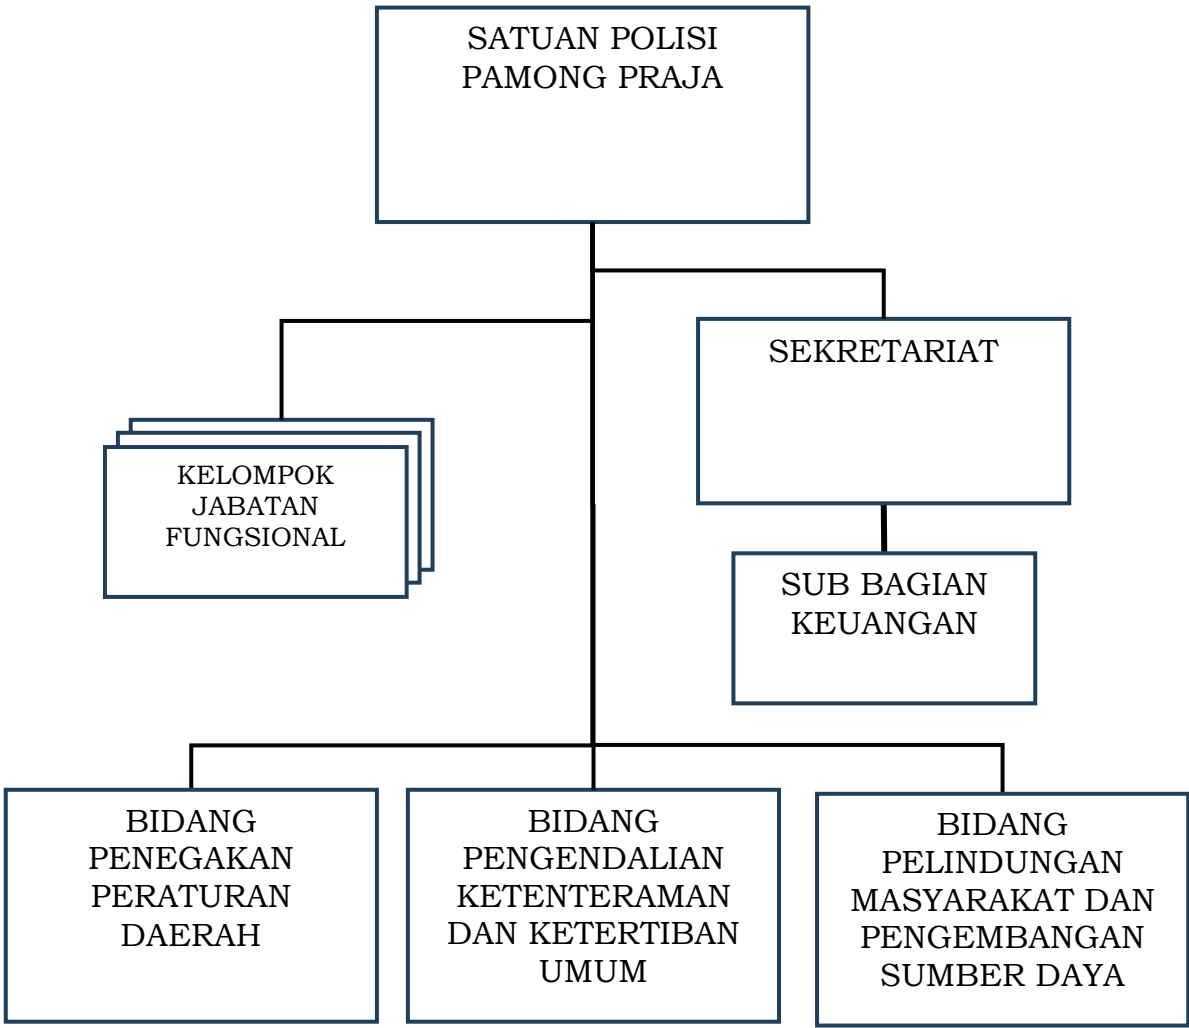 SATUAN POLISI
PAMONG PRAJA
SEKRETARIAT
KELOMPOK
JABATAN
FUNGSIONAL
SUB BAGIAN
KEUANGAN
BIDANG
PENEGAKAN
PERATURAN
DAERAH
BIDANG
PENGENDALIAN
KETENTERAMAN
DAN KETERTIBAN
UMUM
BIDANG
PELINDUNGAN
MASYARAKAT DAN
PENGEMBANGAN
SUMBER DAYA